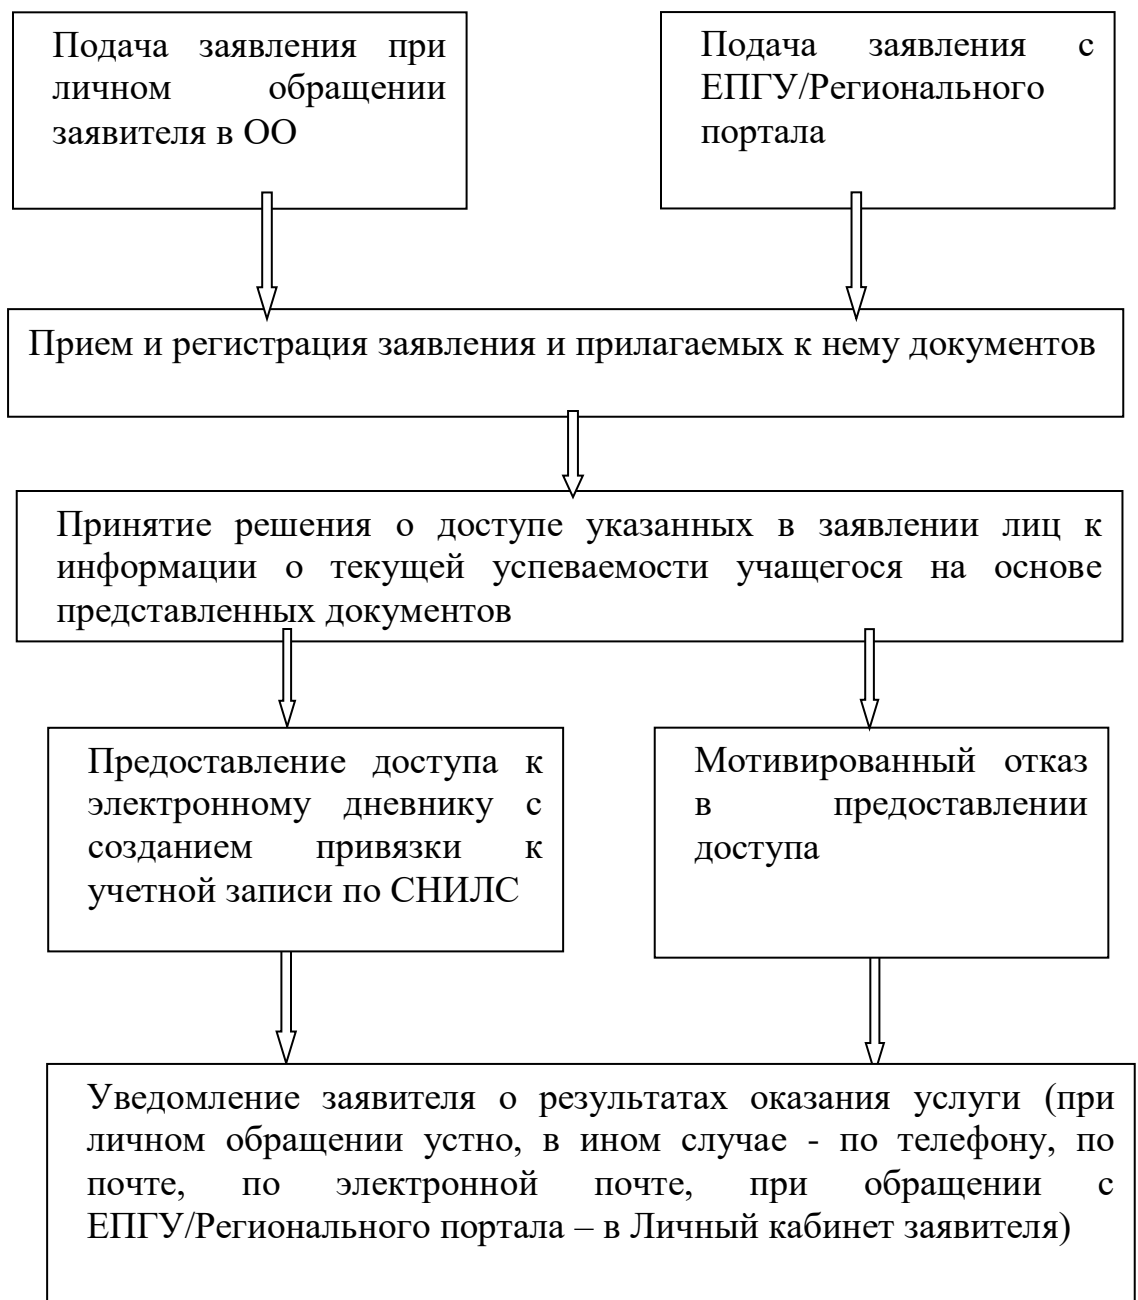 Подача заявления при
личном обращении
заявителя в ОО
Подача заявления с
ЕПГУ/Регионального
портала
Прием и регистрация заявления и прилагаемых к нему документов
Принятие решения о доступе указанных в заявлении лиц к
информации о текущей успеваемости учащегося на основе
представленных документов
Предоставление доступа к
электронному дневнику с
созданием привязки к
учетной записи по СНИЛС
Мотивированный отказ
в предоставлении
доступа
Уведомление заявителя о результатах оказания услуги (при
личном обращении устно, в ином случае - по телефону, по
почте, по электронной почте, при обращении с
ЕПГУ/Регионального портала – в Личный кабинет заявителя)